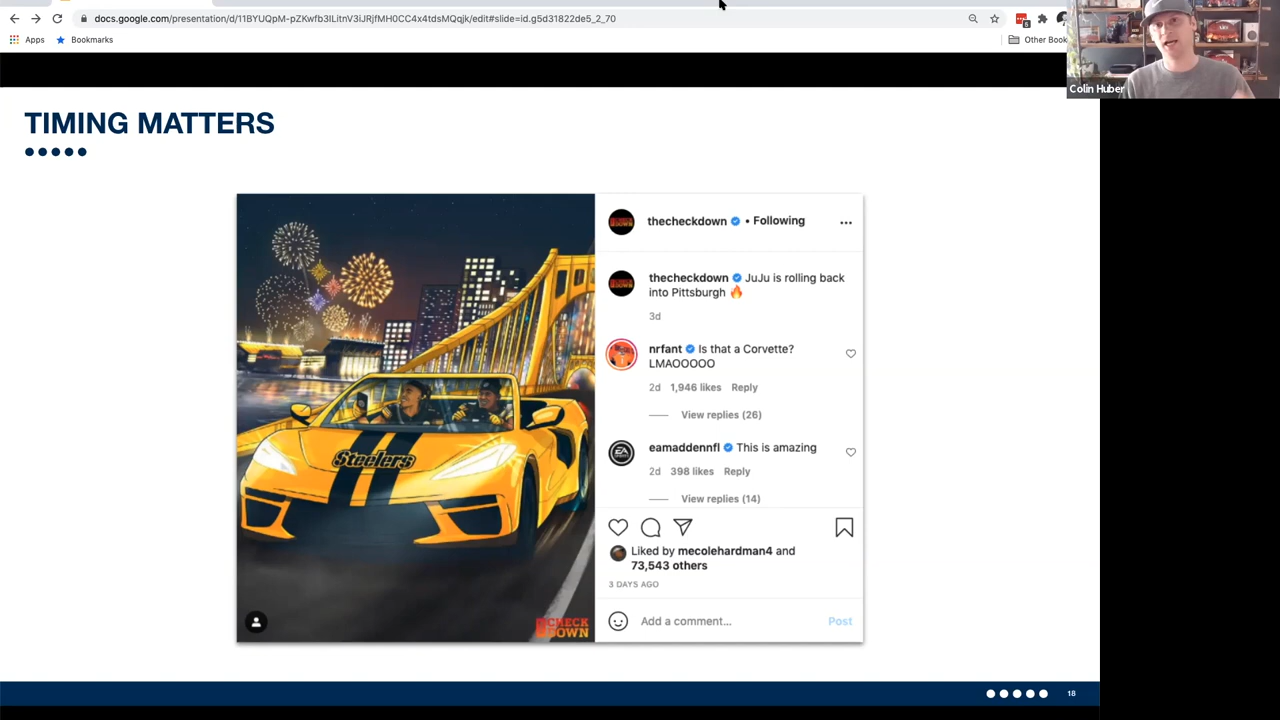 docs.google.com/presentation/d/11BYUQpM-pZKwfb3ILitnV3iJRjfMH0CC4x4tdsMQqjk/edit#slide=id.g5d31822de5_2_70
Apps
Bookmarks
Other Book
Colin Huber
TIMING MATTERS
thecheckdown • Following
thecheckdown JuJu is rolling back
into Pittsburgh 🔥
3d
nrfant Is that a Corvette?
LMAOOOOO
2d 1,946 likes Reply
View replies (26)
eamaddennfl This is amazing
2d 398 likes Reply
View replies (14)
Liked by mecolehardman4 and
73,543 others
3 DAYS AGO
Add a comment... Post
Steelers
CHECK
DOWN
18